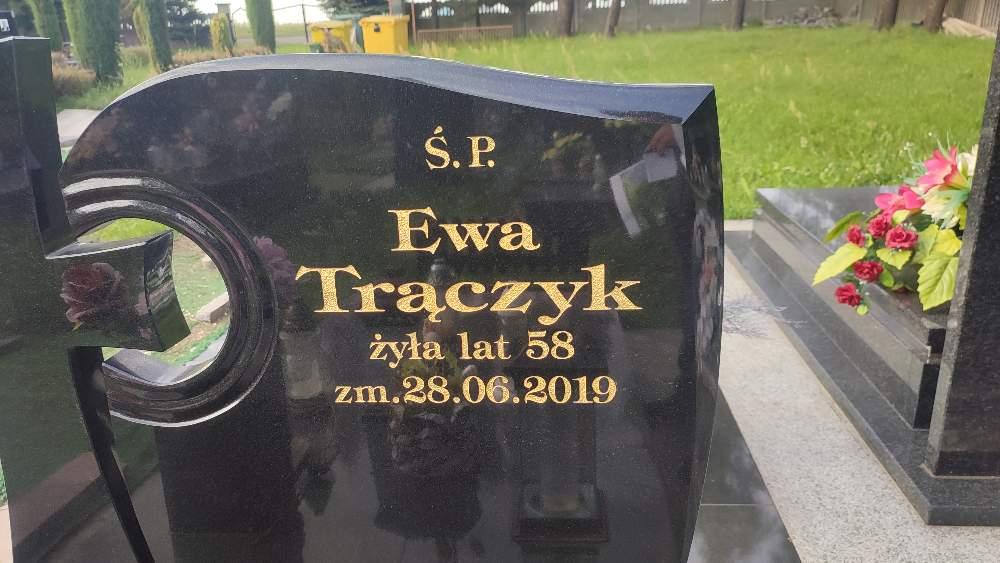 Ś.P.
Ewa
Trączyk
żyła lat 58
zm.28.06.2019